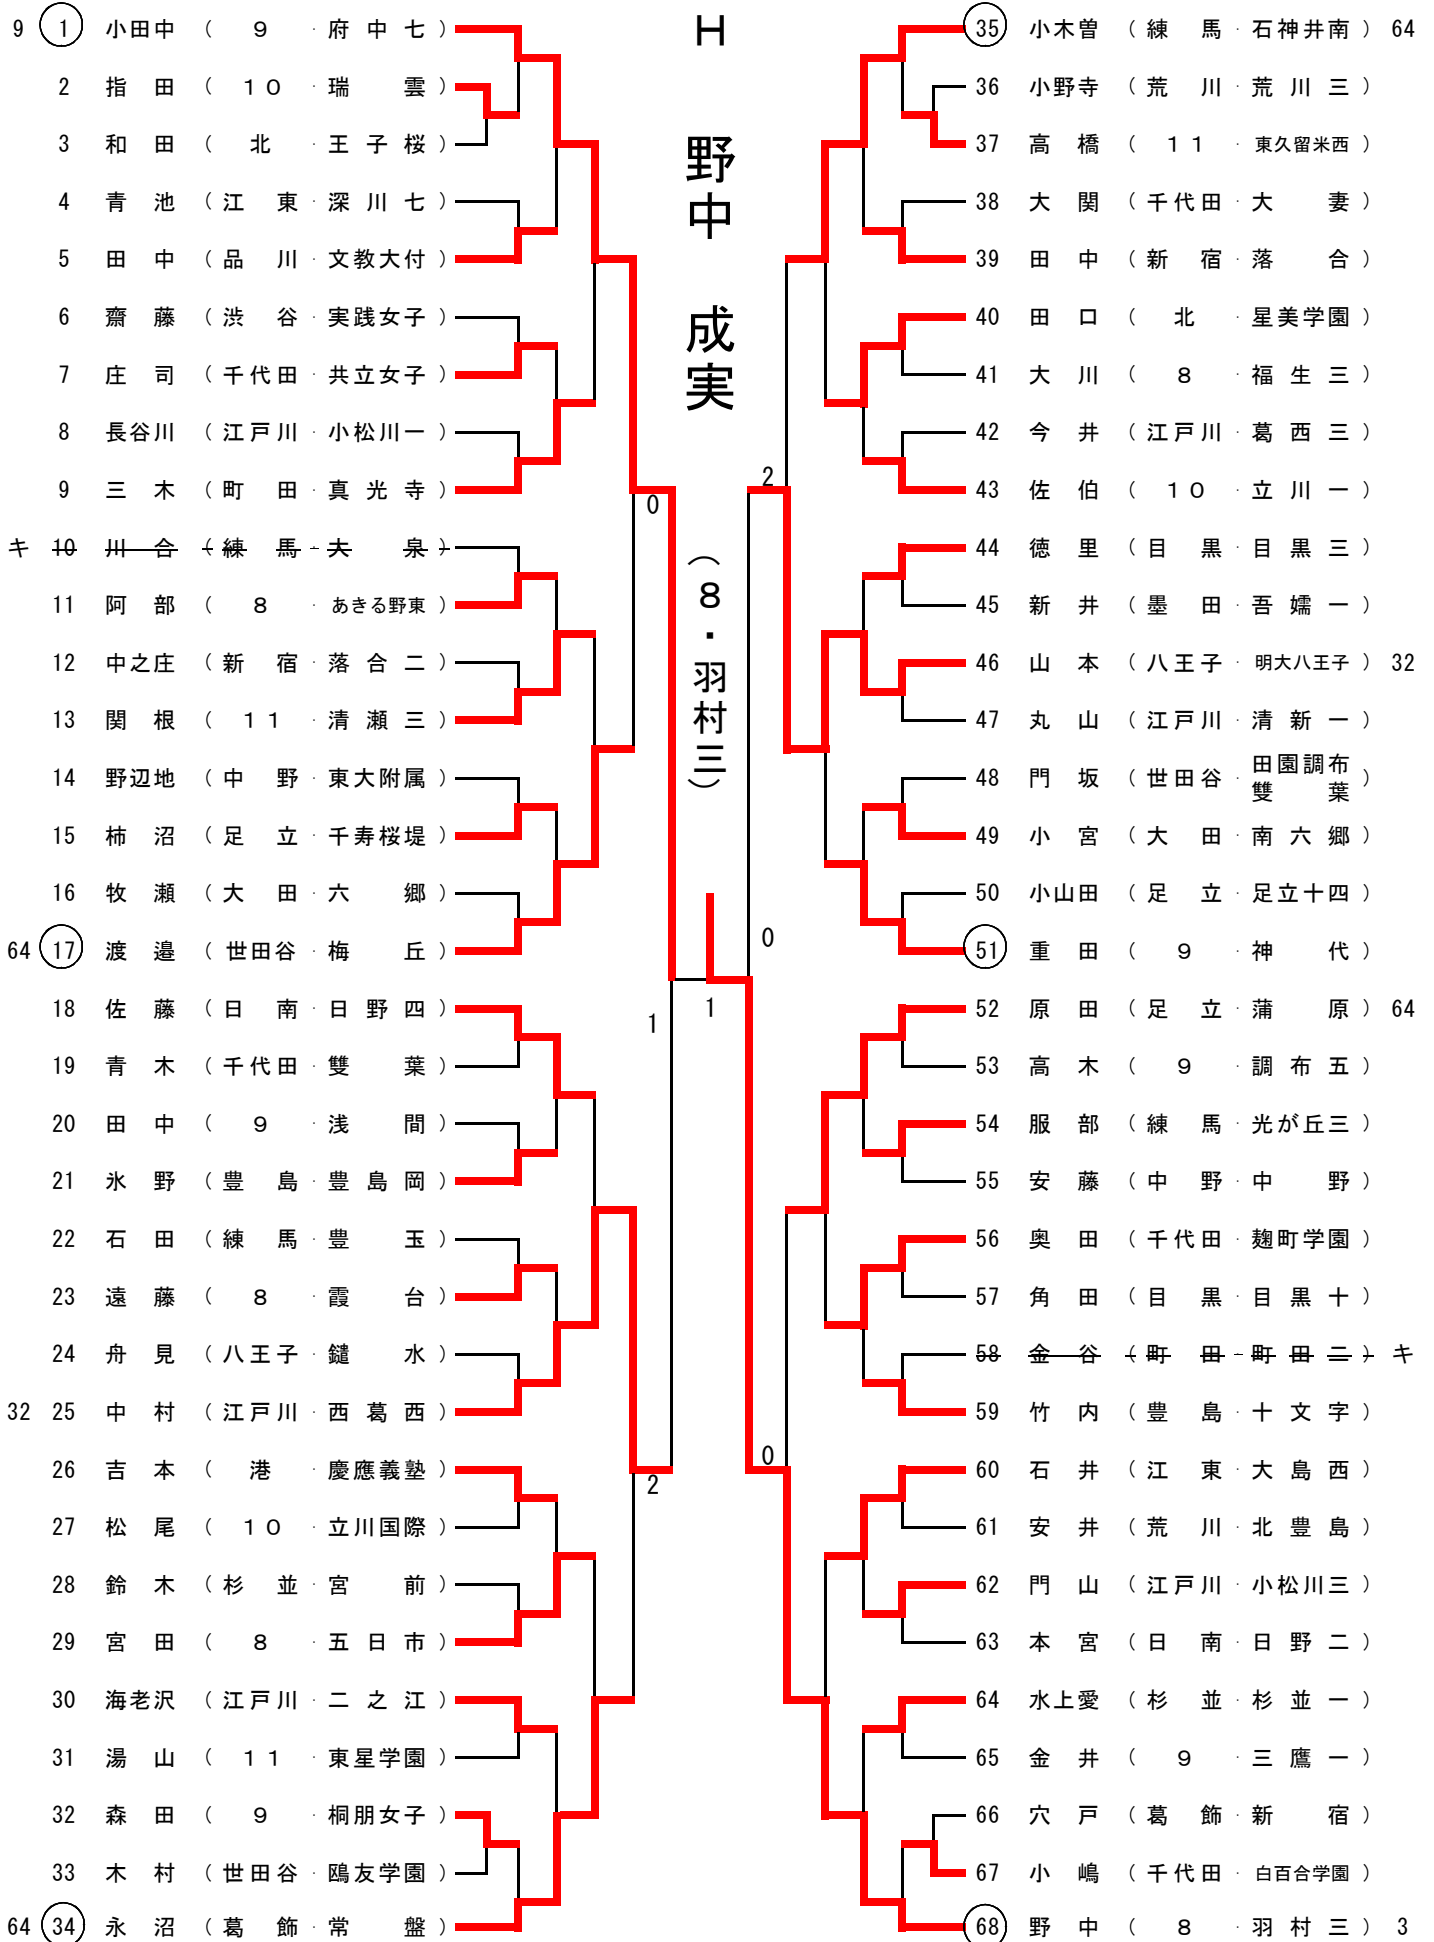 H
野中 成実
(8・羽村三)
9 1 小田中 ( 9 ・ 府中七 )
2 指田 ( 10 ・ 瑞雲 )
3 和田 ( 北 ・ 王子桜 )
4 青池 ( 江東 ・ 深川七 )
5 田中 ( 品川 ・ 文教大付 )
6 齋藤 ( 渋谷 ・ 実践女子 )
7 庄司 ( 千代田 ・ 共立女子 )
8 長谷川 ( 江戸川 ・ 小松川一 )
9 三木 ( 町田 ・ 真光寺 )
キ 10 川合 ( 練馬 ・ 大泉 )
11 阿部 ( 8 ・ あきる野東 )
12 中之庄 ( 新宿 ・ 落合二 )
13 関根 ( 11 ・ 清瀬三 )
14 野辺地 ( 中野 ・ 東大附属 )
15 柿沼 ( 足立 ・ 千寿桜堤 )
16 牧瀬 ( 大田 ・ 六郷 )
64 17 渡邉 ( 世田谷 ・ 梅丘 )
18 佐藤 ( 日南 ・ 日野四 )
19 青木 ( 千代田 ・ 雙葉 )
20 田中 ( 9 ・ 浅間 )
21 氷野 ( 豊島 ・ 豊島岡 )
22 石田 ( 練馬 ・ 豊玉 )
23 遠藤 ( 8 ・ 霞台 )
24 舟見 ( 八王子 ・ 鑓水 )
32 25 中村 ( 江戸川 ・ 西葛西 )
26 吉本 ( 港 ・ 慶應義塾 )
27 松尾 ( 10 ・ 立川国際 )
28 鈴木 ( 杉並 ・ 宮前 )
29 宮田 ( 8 ・ 五日市 )
30 海老沢 ( 江戸川 ・ 二之江 )
31 湯山 ( 11 ・ 東星学園 )
32 森田 ( 9 ・ 桐朋女子 )
33 木村 ( 世田谷 ・ 鴎友学園 )
64 34 永沼 ( 葛飾 ・ 常盤 )
0
1
2
1
2
0
0
35 小木曽 ( 練馬 ・ 石神井南 ) 64
36 小野寺 ( 荒川 ・ 荒川三 )
37 高橋 ( 11 ・ 東久留米西 )
38 大関 ( 千代田 ・ 大妻 )
39 田中 ( 新宿 ・ 落合 )
40 田口 ( 北 ・ 星美学園 )
41 大川 ( 8 ・ 福生三 )
42 今井 ( 江戸川 ・ 葛西三 )
43 佐伯 ( 10 ・ 立川一 )
44 徳里 ( 目黒 ・ 目黒三 )
45 新井 ( 墨田 ・ 吾嬬一 )
46 山本 ( 八王子 ・ 明大八王子 ) 32
47 丸山 ( 江戸川 ・ 清新一 )
48 門坂 ( 世田谷 ・ 田園調布雙葉 )
49 小宮 ( 大田 ・ 南六郷 )
50 小山田 ( 足立 ・ 足立十四 )
51 重田 ( 9 ・ 神代 )
52 原田 ( 足立 ・ 蒲原 ) 64
53 高木 ( 9 ・ 調布五 )
54 服部 ( 練馬 ・ 光が丘三 )
55 安藤 ( 中野 ・ 中野 )
56 奥田 ( 千代田 ・ 麹町学園 )
57 角田 ( 目黒 ・ 目黒十 )
58 金谷 ( 町田 ・ 町田二 ) キ
59 竹内 ( 豊島 ・ 十文字 )
60 石井 ( 江東 ・ 大島西 )
61 安井 ( 荒川 ・ 北豊島 )
62 門山 ( 江戸川 ・ 小松川三 )
63 本宮 ( 日南 ・ 日野二 )
64 水上愛 ( 杉並 ・ 杉並一 )
65 金井 ( 9 ・ 三鷹一 )
66 穴戸 ( 葛飾 ・ 新宿 )
67 小嶋 ( 千代田 ・ 白百合学園 )
68 野中 ( 8 ・ 羽村三 ) 3